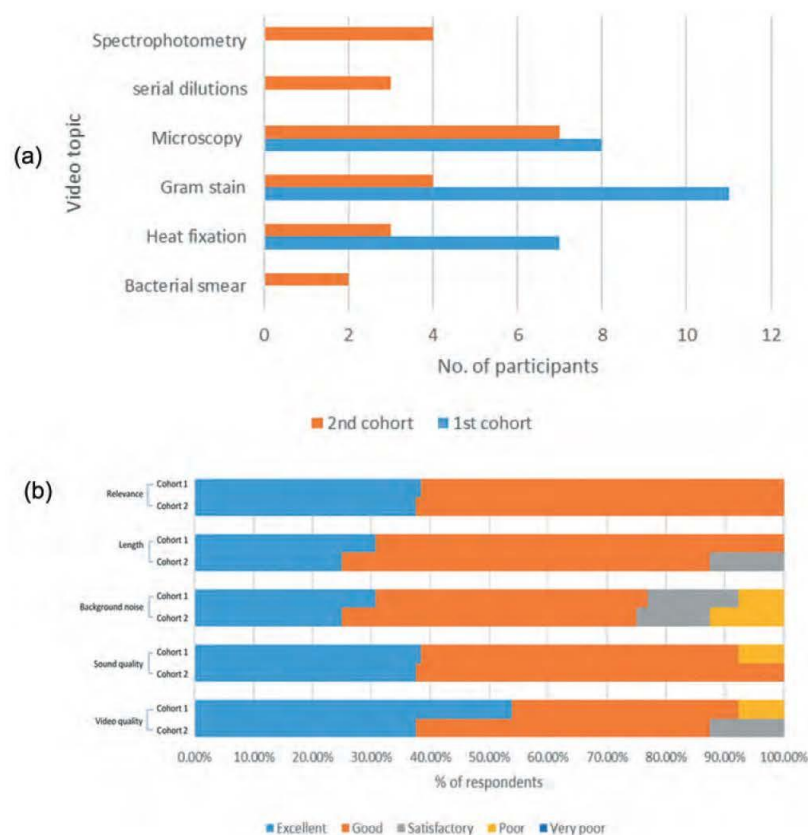 (a)
Video topic
Spectrophotometry
serial dilutions
Microscopy
Gram stain
Heat fixation
Bacterial smear
0 2 4 6 8 10 12
No. of participants
2nd cohort 1st cohort
(b)
Relevance
Cohort 1
Cohort 2
Length
Cohort 1
Cohort 2
Background noise
Cohort 1
Cohort 2
Sound quality
Cohort 1
Cohort 2
Video quality
Cohort 1
Cohort 2
0.00% 10.00% 20.00% 30.00% 40.00% 50.00% 60.00% 70.00% 80.00% 90.00% 100.00%
% of respondents
Excellent Good Satisfactory Poor Very poor